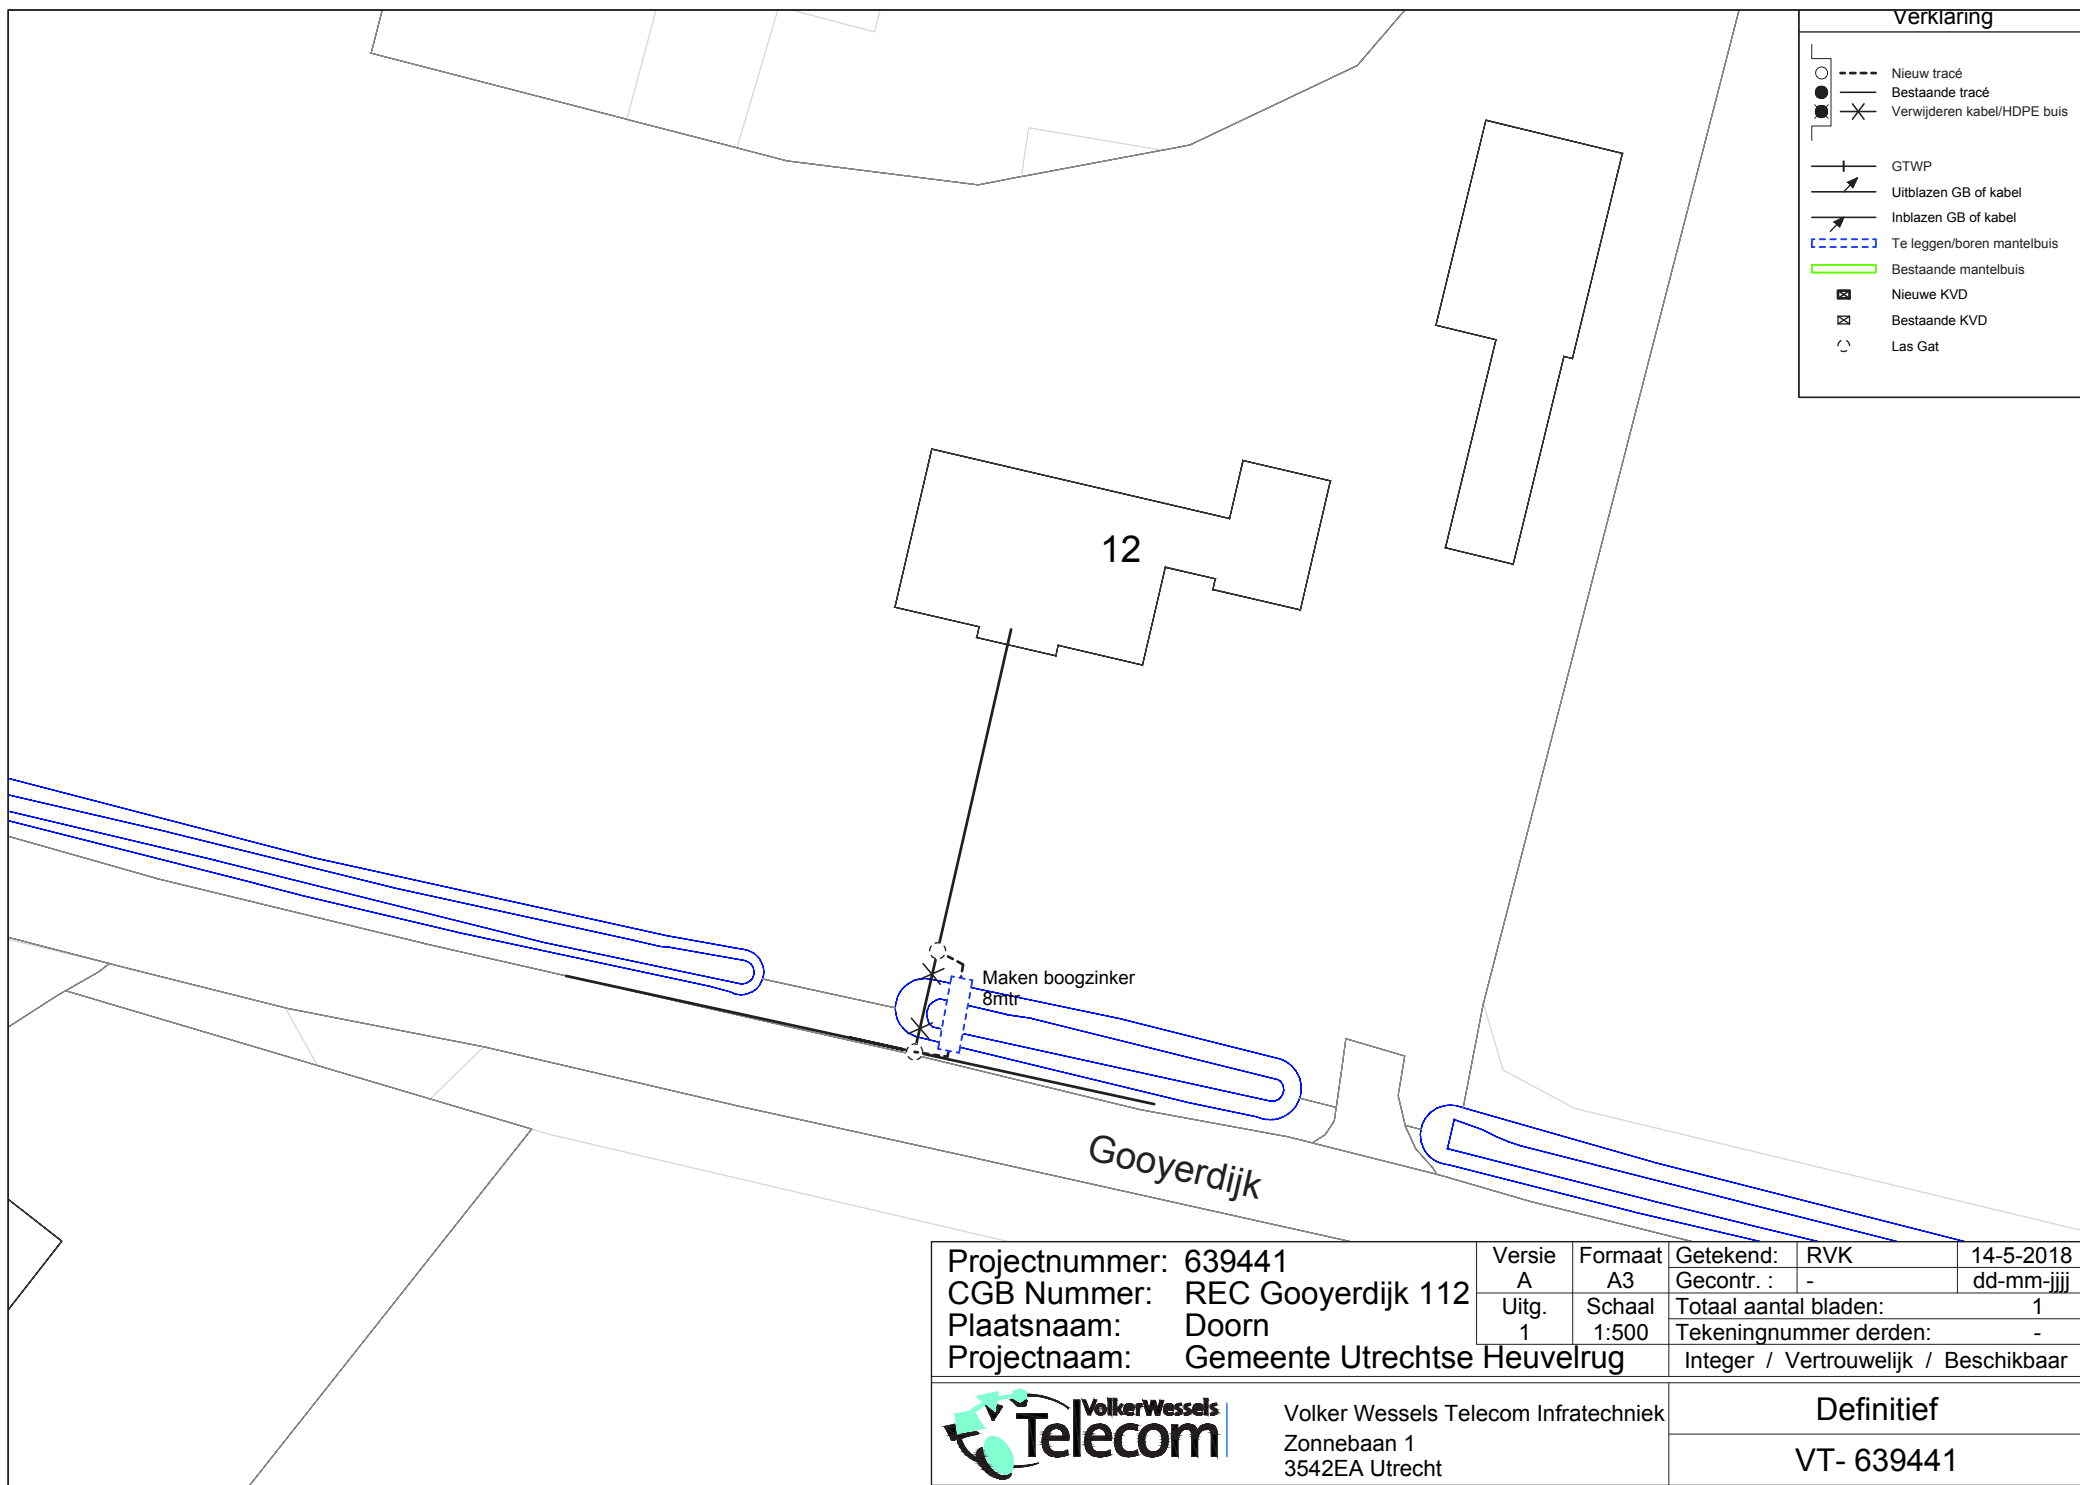 Verklaring
Nieuw tracé
Bestaande tracé
Verwijderen kabel/HDPE buis
GTWP
Uitblazen GB of kabel
Inblazen GB of kabel
Te leggen/boren mantelbuis
Bestaande mantelbuis
Nieuwe KVD
Bestaande KVD
Las Gat
12
Maken boogzinker
8mtr
Gooyerdijk
Projectnummer: 639441
CGB Nummer: REC Gooyerdijk 112
Plaatsnaam: Doorn
Projectnaam: Gemeente Utrechtse Heuvelrug
Versie Formaat Getekend: RVK 14-5-2018
A A3 Gecontr. : - dd-mm-jjjj
Uitg. Schaal Totaal aantal bladen: 1
1 1:500 Tekeningnummer derden: -
Integer / Vertrouwelijk / Beschikbaar
VolkerWessels
Telecom
Volker Wessels Telecom Infratechniek
Zonnebaan 1
3542EA Utrecht
Definitief
VT- 639441